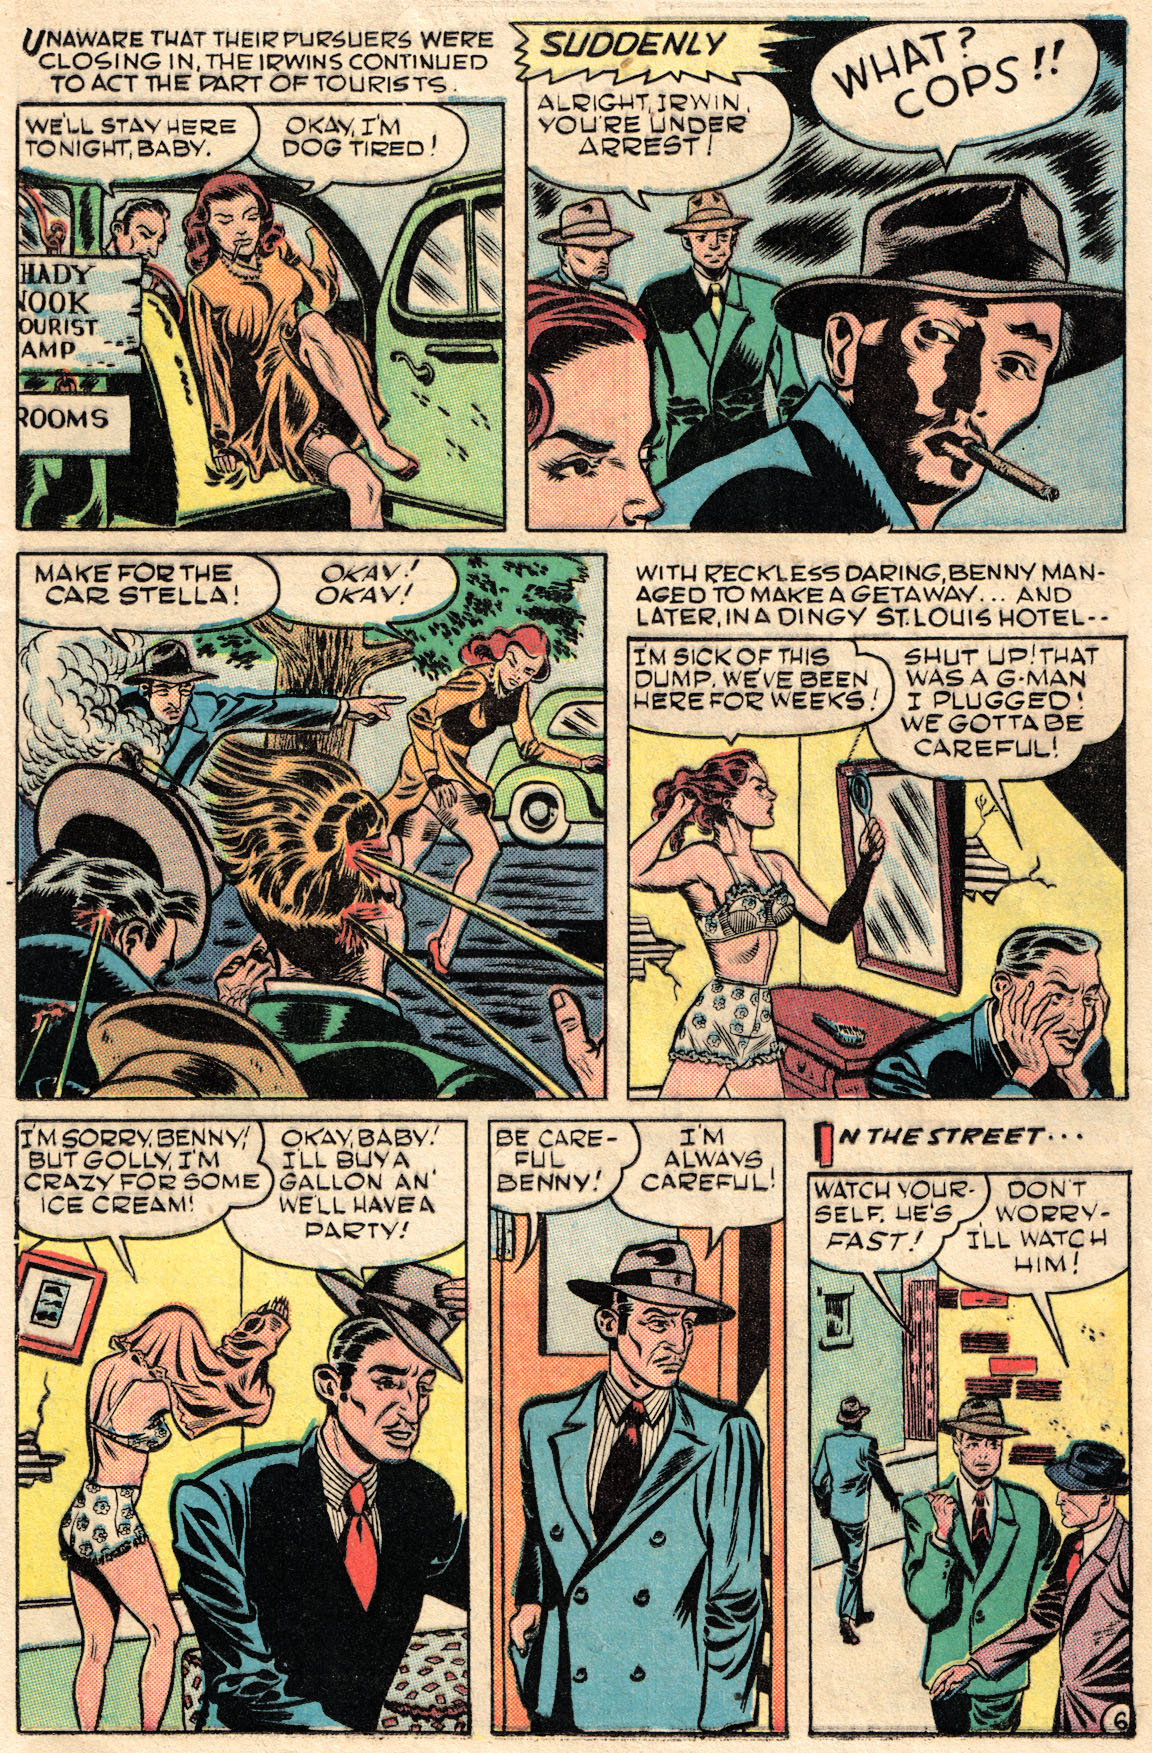 UNAWARE THAT THEIR PURSUERS WERE
CLOSING IN, THE IRWINS CONTINUED
TO ACT THE PART OF TOURISTS.
WE'LL STAY HERE
TONIGHT, BABY.
OKAY, I'M
DOG TIRED!
HADY
NOOK
OURIST
AMP
ROOMS
SUDDENLY
ALRIGHT, IRWIN,
YOU'RE UNDER
ARREST!
WHAT?
COPS!!
MAKE FOR THE
CAR STELLA!
OKAY!
OKAY!
WITH RECKLESS DARING, BENNY MAN-
AGED TO MAKE A GETAWAY... AND
LATER, IN A DINGY ST. LOUIS HOTEL--
I'M SICK OF THIS
DUMP. WE'VE BEEN
HERE FOR WEEKS!
SHUT UP! THAT
WAS A G-MAN
I PLUGGED!
WE GOTTA BE
CAREFUL!
I'M SORRY, BENNY!
BUT GOLLY, I'M
CRAZY FOR SOME
ICE CREAM!
OKAY, BABY!
I'LL BUY A
GALLON AN'
WE'LL HAVE A
PARTY!
BE CARE-
FUL
BENNY!
I'M
ALWAYS
CAREFUL!
IN THE STREET...
WATCH YOUR-
SELF. HE'S
FAST!
DON'T
WORRY-
I'LL WATCH
HIM!
6